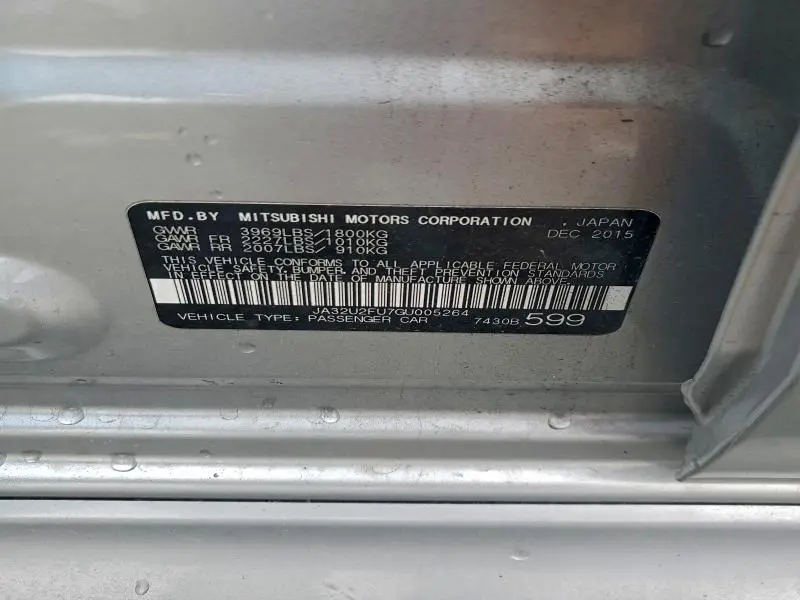 MFD.BY MITSUBISHI MOTORS CORPORATION , JAPAN
GVWR 3969LBS/1800KG DEC 2015
GAWR FR 2227LBS/1010KG
GAWR RR 2007LBS/ 910KG
THIS VEHICLE CONFORMS TO ALL APPLICABLE FEDERAL MOTOR
VEHICLE SAFETY, BUMPER, AND THEFT PREVENTION STANDARDS
IN EFFECT ON THE DATE OF MANUFACTURE SHOWN ABOVE.
JA32U2FU7GU005264
VEHICLE TYPE: PASSENGER CAR 7430B 599